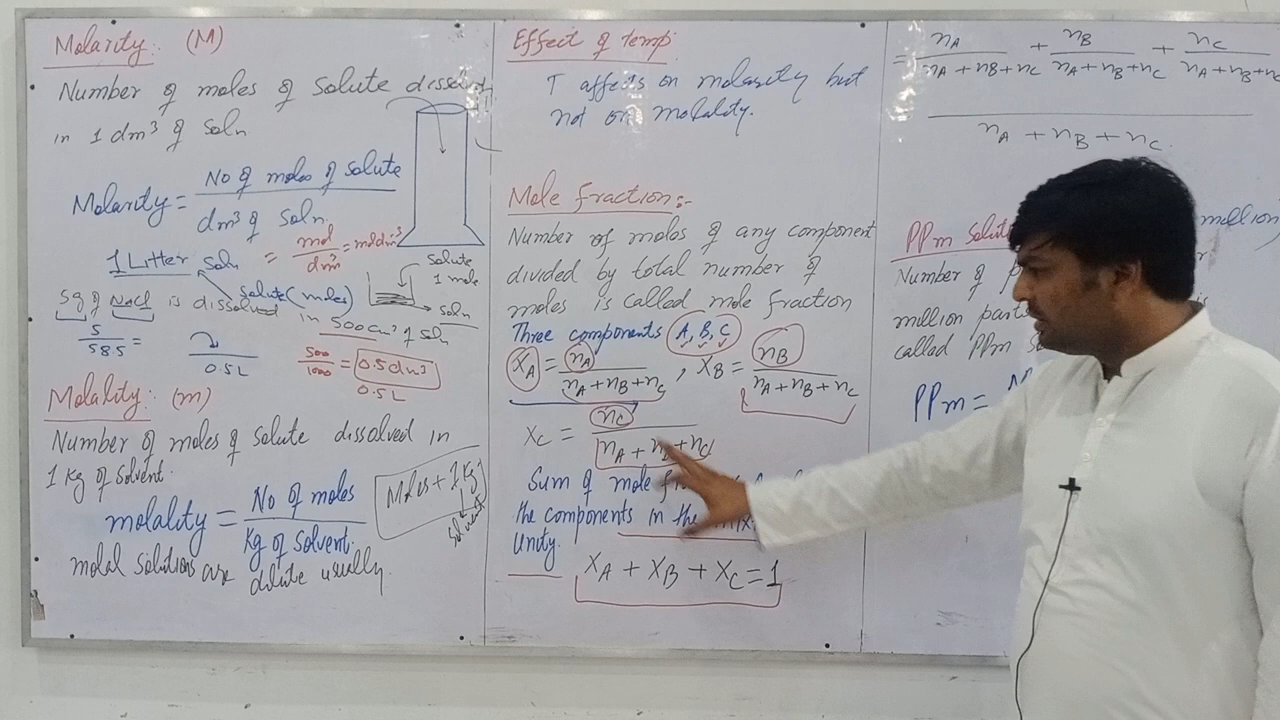 Molarity: (M)
Number of moles of Solute dissolved
in 1 dm³ of Soln
Molarity = No of moles of solute
dm³ of Soln.
1 Litter Soln
= mol/dm³ = mol dm⁻³
Solute (moles)
Solute
1 mole
Soln
5g of NaCl is dissolved in 500cm³ of Soln
5/58.5 =
0.5L
500/1000 = 0.5dm³
0.5L
Molality: (m)
Number of moles of Solute dissolved in
1 Kg of Solvent.
molality = No of moles
Kg of Solvent.
Moles + 1 Kg
Solvent
molal Solutions are dilute usually.
Effect of temp:
T affects on molarity but
not on molality.
Mole fraction:-
Number of moles of any component
divided by total number of
moles is called mole fraction
Three components A, B, C
XA = nA/nA + nB + nC , XB = nB/nA + nB + nC
XC = nC/nA + nB + nC
Sum of mole
the components in the
Unity.
XA + XB + XC = 1
= nA/nA + nB + nC + nB/nA + nB + nC + nC/nA + nB + nC
nA + nB + nC.
PPm million
Number of
million parts
called PPm
PPm =